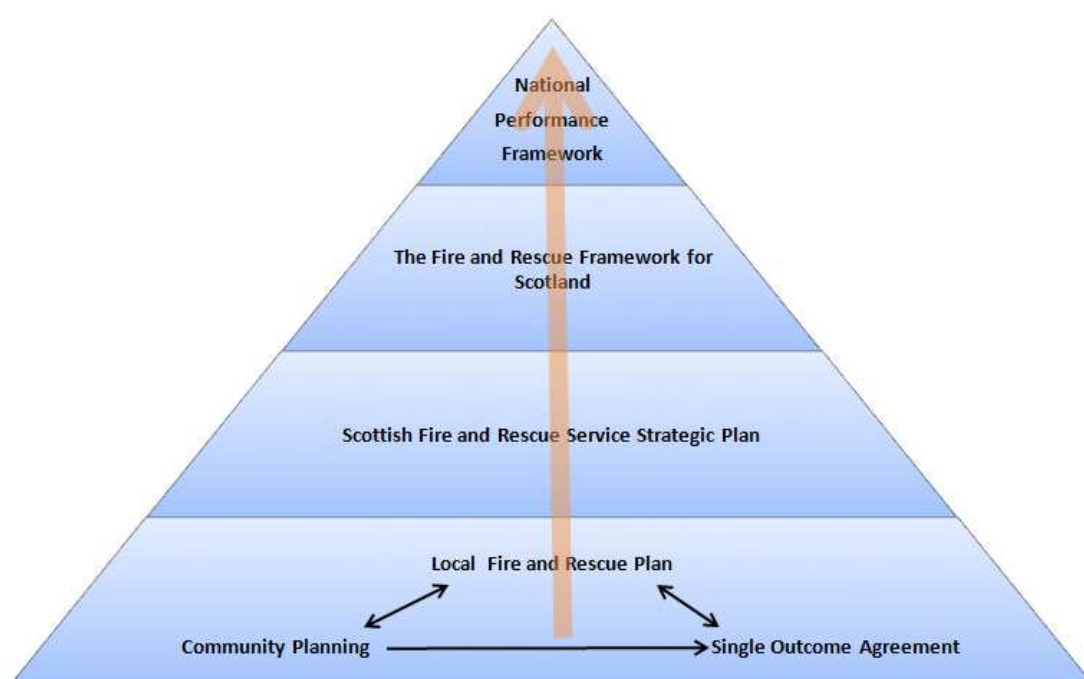 National
Performance
Framework
The Fire and Rescue Framework for
Scotland
Scottish Fire and Rescue Service Strategic Plan
Local Fire and Rescue Plan
Community Planning
Single Outcome Agreement